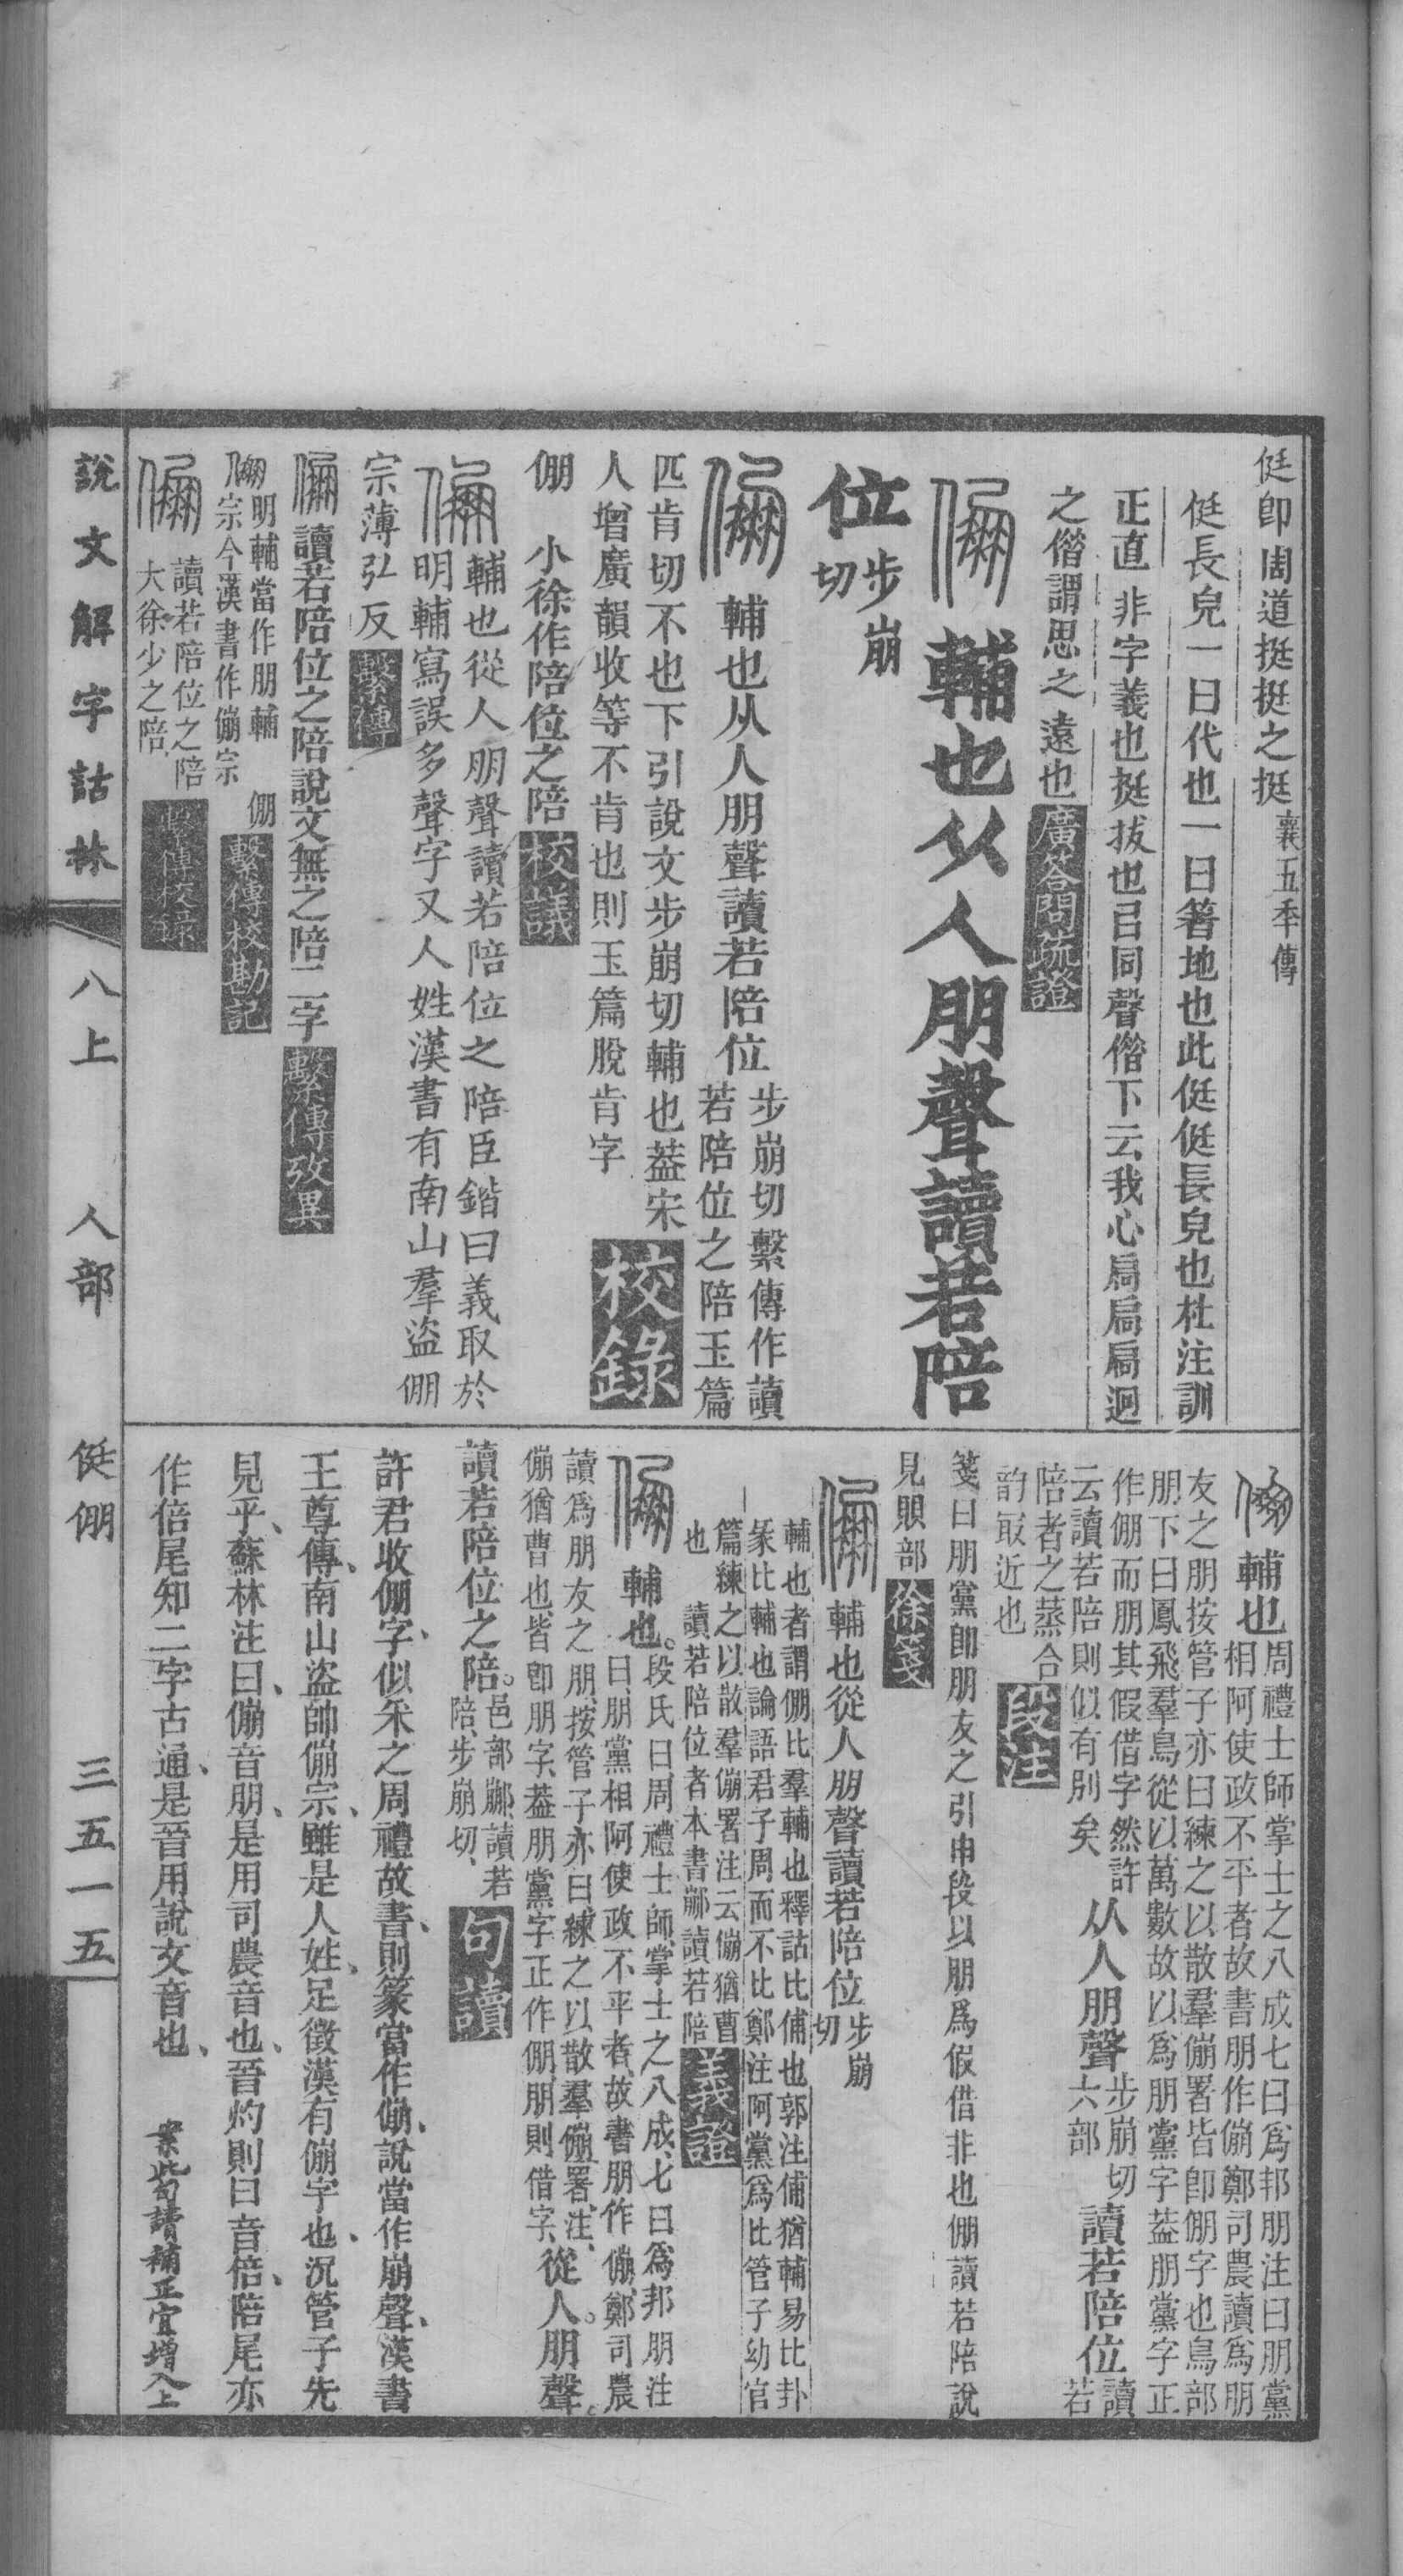 侹卽周道挺挺之挺襄五年傳
侹長皃一曰代也一曰箸地也此侹侹長皃也杜注訓
正直非字義也挺拔也己同聲偺下云我心扃扃扃迥
之偺謂思之遠也廣答問疏證
輔也从人朋聲讀若陪
位步崩切
輔也从人朋聲讀若陪位步崩切繫傳作讀若陪位之陪玉篇
匹肯切不也下引說文步崩切輔也葢宋
人增廣韻收等不肯也則玉篇脫肯字校錄
倗 小徐作陪位之陪校議
輔也從人朋聲讀若陪位之陪臣鍇曰義取於
朙輔寫誤多聲字又人姓漢書有南山羣盜倗
宗薄弘反繫傳
讀若陪位之陪說文無之陪二字繫傳攷異
明輔當作朋輔
宗今漢書作傰宗 倗繫傳校勘記
讀若陪位之陪
大徐少之陪繫傳校錄
輔也周禮士師掌士之八成七曰爲邦朋注曰朋黨
相阿使政不平者故書朋作傰鄭司農讀爲朋
友之朋按管子亦曰練之以散羣傰署皆卽倗字也鳥部
朋下曰鳳飛羣鳥從以萬數故以爲朋黨字葢朋黨字正
作倗而朋其假借字然許从人朋聲步崩切六部讀若陪位讀若
云讀若陪則似有別矣
陪者之蒸合
韵㝡近也段注
箋曰朋黨卽朋友之引申段以朋爲假借非也倗讀若陪說
見䝿部徐箋
輔也從人朋聲讀若陪位步崩切
輔也者謂倗比羣輔也釋詁比俌也郭注俌猶輔易比卦
彖比輔也論語君子周而不比鄭注阿黨爲比管子幼官
篇練之以散羣傰署注云傰猶曹
也 讀若陪位者本書䣙讀若陪義證
輔也。段氏曰周禮士師掌士之八成、七曰爲邦朋注
曰、朋黨相阿使政不平者、故書朋作傰、鄭司農
讀爲朋友之朋、按管子亦曰、練之以散羣傰署、注、
傰猶曹也、皆卽朋字、葢朋黨字正作倗、朋則借字、從人。朋聲。
讀若陪位之陪。邑部䣙、讀若陪、步崩切、句讀
許君收倗字、似采之周禮故書、則篆當作傰、說當作崩聲、漢書
王尊傳、南山盜帥傰宗、雖是人姓、足徵漢有傰字也、況管子先
見乎、蘇林注曰、傰音朋、是用司農音也、晉灼則曰音倍、陪尾亦
作倍尾知二字古通、是晉用說文音也、 案此句讀補正宜增入上
說文解字詁林 八上 人部 侹倗 三五一五